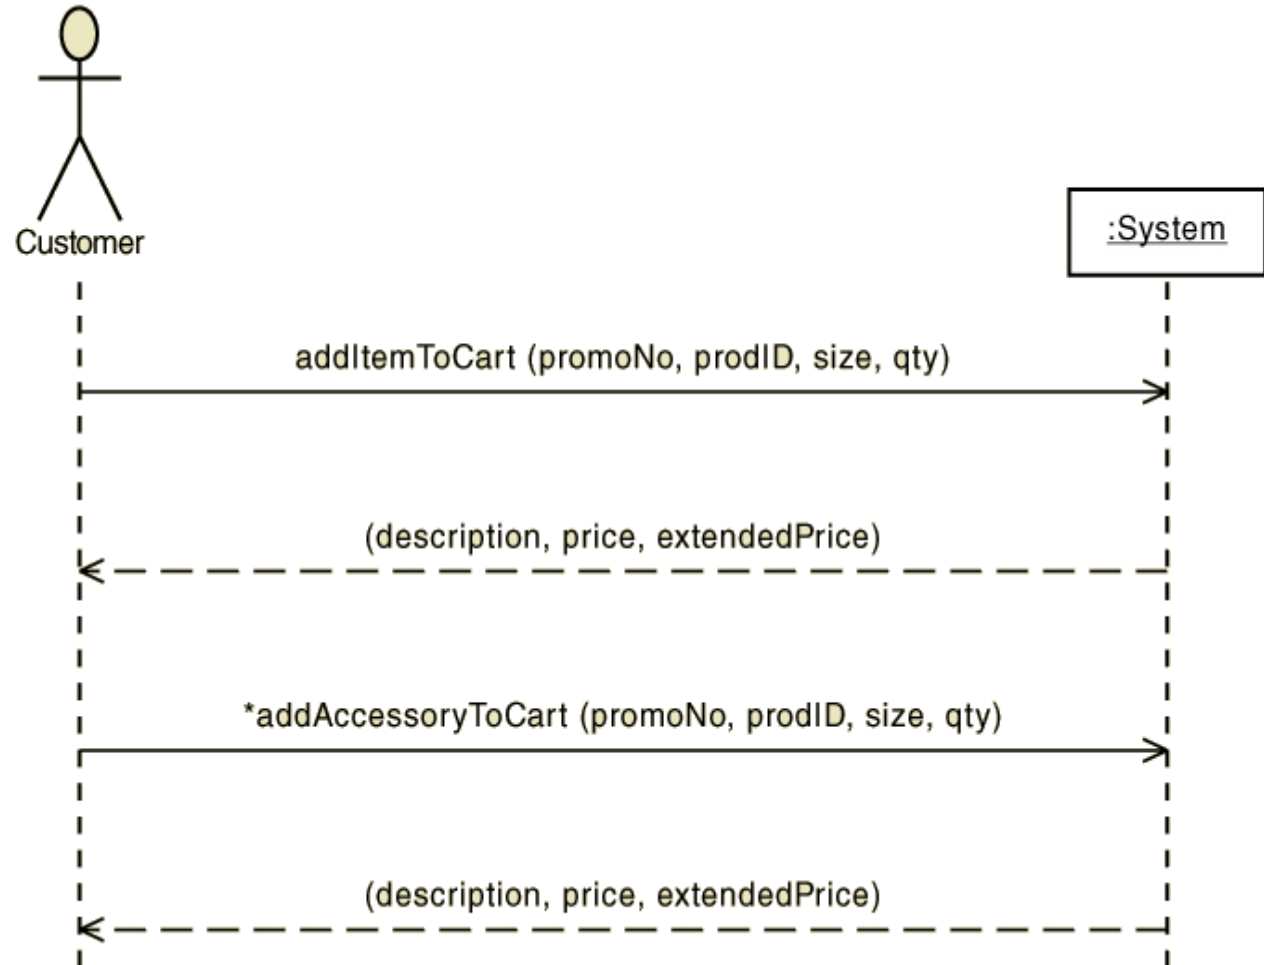 Customer
:System
addItemToCart (promoNo, prodID, size, qty)
(description, price, extendedPrice)
*addAccessoryToCart (promoNo, prodID, size, qty)
(description, price, extendedPrice)